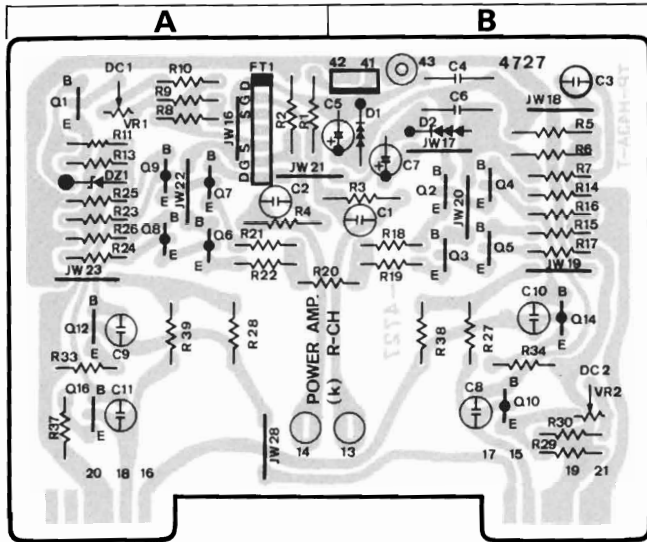 A B
DC1 R10 FT1 42 41 43 4727
B R9 D C4 C3
Q1 R8 G JW16 S R2 R1 C5 D1 C6 JW18
E VR1 S D2 R5
R11 JW17 R6
R13 Q9 B JW22 B G JW21 C7 R7
DZ1 E Q7 D C2 R3 B JW20 B Q4 R14
R25 E Q2 R16
R23 B B R4 C1 E E R15
R26 Q8 Q6 R21 R18 B B Q5 R17
R24 E E R22 R19 Q3 E E JW19
JW23 R20
B C10 B
Q12 C9 R39 R28 POWER AMP. R-CH (k) -4727 R38 R27 Q14
E E
R33 R34
Q16 B C11 C8 B DC2
E Q10 VR2
R37 E R30
JW28 14 13 R29
20 18 16 17 15 19 21
TP-H43A-T